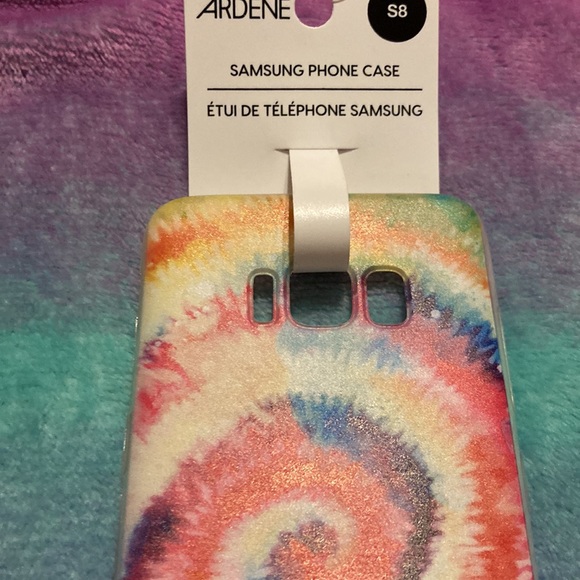 ARDENE
S8
SAMSUNG PHONE CASE
ÉTUI DE TÉLÉPHONE SAMSUNG